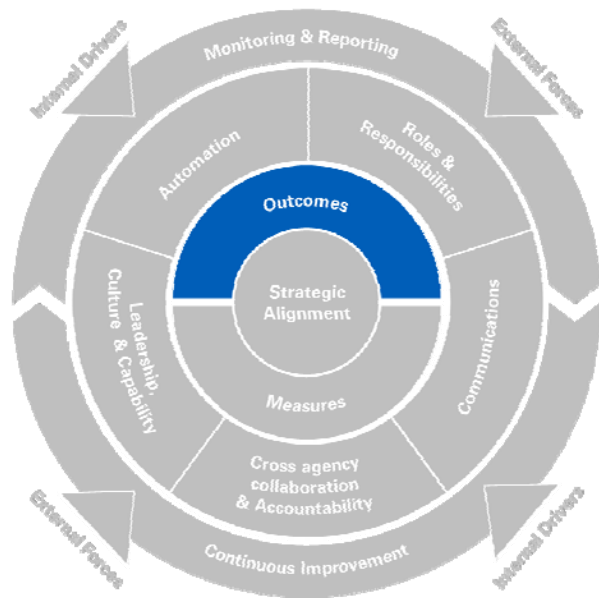 Internal Drivers
Monitoring & Reporting
External Forces
Automation
Roles &
Responsibilities
Outcomes
Strategic
Alignment
Leadership,
Culture & Capability
Communications
Measures
Cross agency
collaboration
& Accountability
External Forces
Continuous Improvement
Internal Drivers